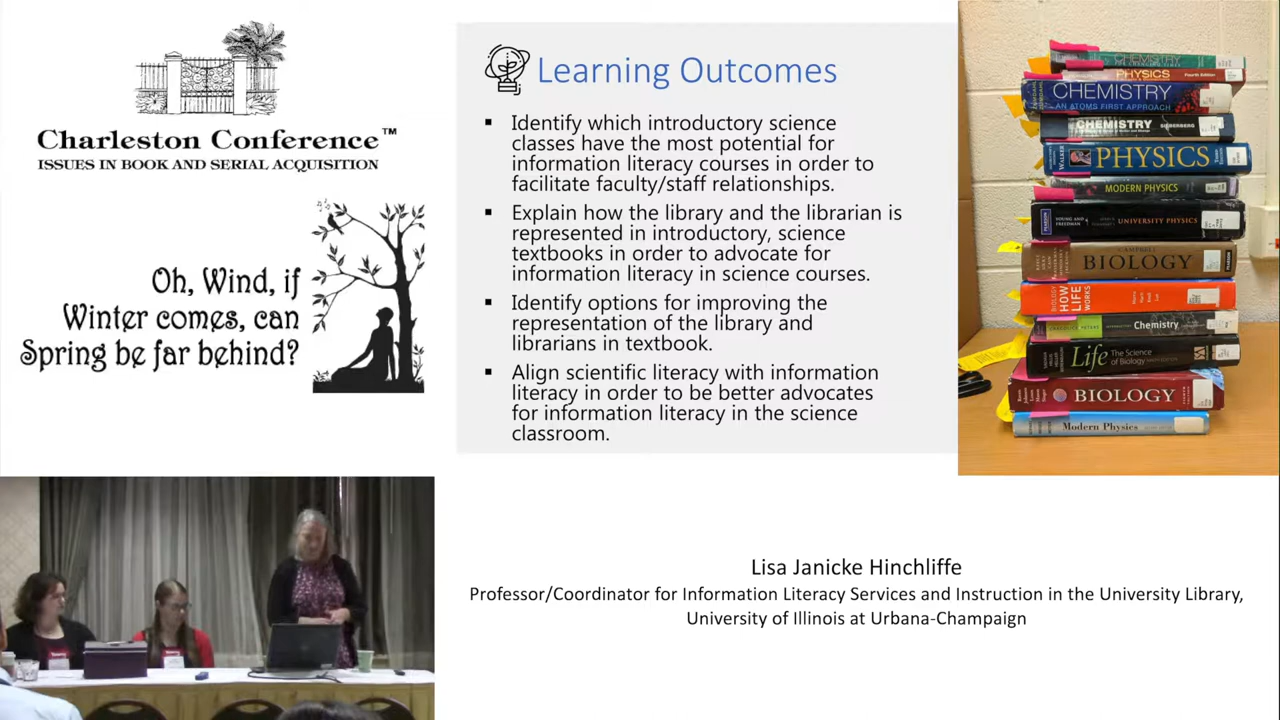 Charleston Conference™
ISSUES IN BOOK AND SERIAL ACQUISITION
Oh, Wind, if
Winter comes, can
Spring be far behind?
Learning Outcomes
▪ Identify which introductory science
classes have the most potential for
information literacy courses in order to
facilitate faculty/staff relationships.
▪ Explain how the library and the librarian is
represented in introductory, science
textbooks in order to advocate for
information literacy in science courses.
▪ Identify options for improving the
representation of the library and
librarians in textbook.
▪ Align scientific literacy with information
literacy in order to be better advocates
for information literacy in the science
classroom.
CHEMISTRY
PHYSICS Fourth Edition
CHEMISTRY
AN ATOMS FIRST APPROACH
CHEMISTRY SILBERBERG
WALKER PHYSICS
MODERN PHYSICS
PEARSON YOUNG AND FREEDMAN UNIVERSITY PHYSICS
CAMPBELL BIOLOGY PEARSON
BIOLOGY HOW LIFE WORKS
Chemistry
Life The Science of Biology
BIOLOGY
Modern Physics
Lisa Janicke Hinchliffe
Professor/Coordinator for Information Literacy Services and Instruction in the University Library,
University of Illinois at Urbana-Champaign